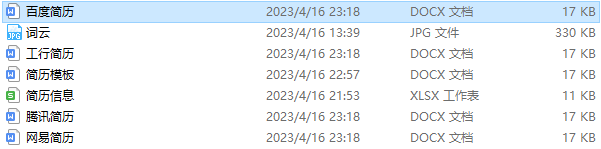 百度简历 2023/4/16 23:18 DOCX 文档 17 KB
JPG 词云 2023/4/16 13:39 JPG 文件 330 KB
工行简历 2023/4/16 23:18 DOCX 文档 17 KB
简历模板 2023/4/16 22:57 DOCX 文档 17 KB
简历信息 2023/4/16 21:53 XLSX 工作表 11 KB
腾讯简历 2023/4/16 23:18 DOCX 文档 17 KB
网易简历 2023/4/16 23:18 DOCX 文档 17 KB